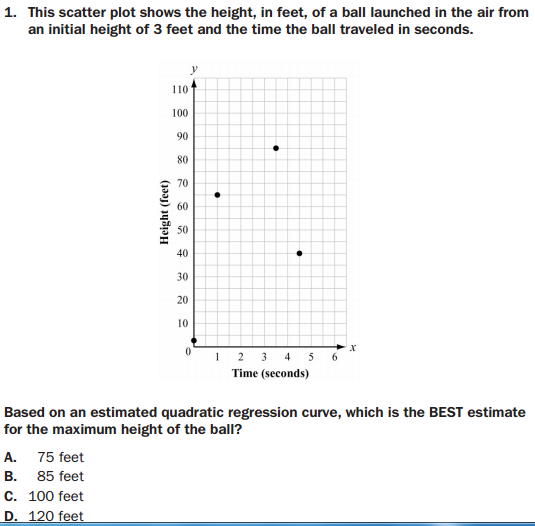 1. This scatter plot shows the height, in feet, of a ball launched in the air from
an initial height of 3 feet and the time the ball traveled in seconds.
y
110
100
90
80
70
60
50
40
30
20
10
0
Height (feet)
1 2 3 4 5 6 x
Time (seconds)
Based on an estimated quadratic regression curve, which is the BEST estimate
for the maximum height of the ball?
A. 75 feet
B. 85 feet
C. 100 feet
D. 120 feet